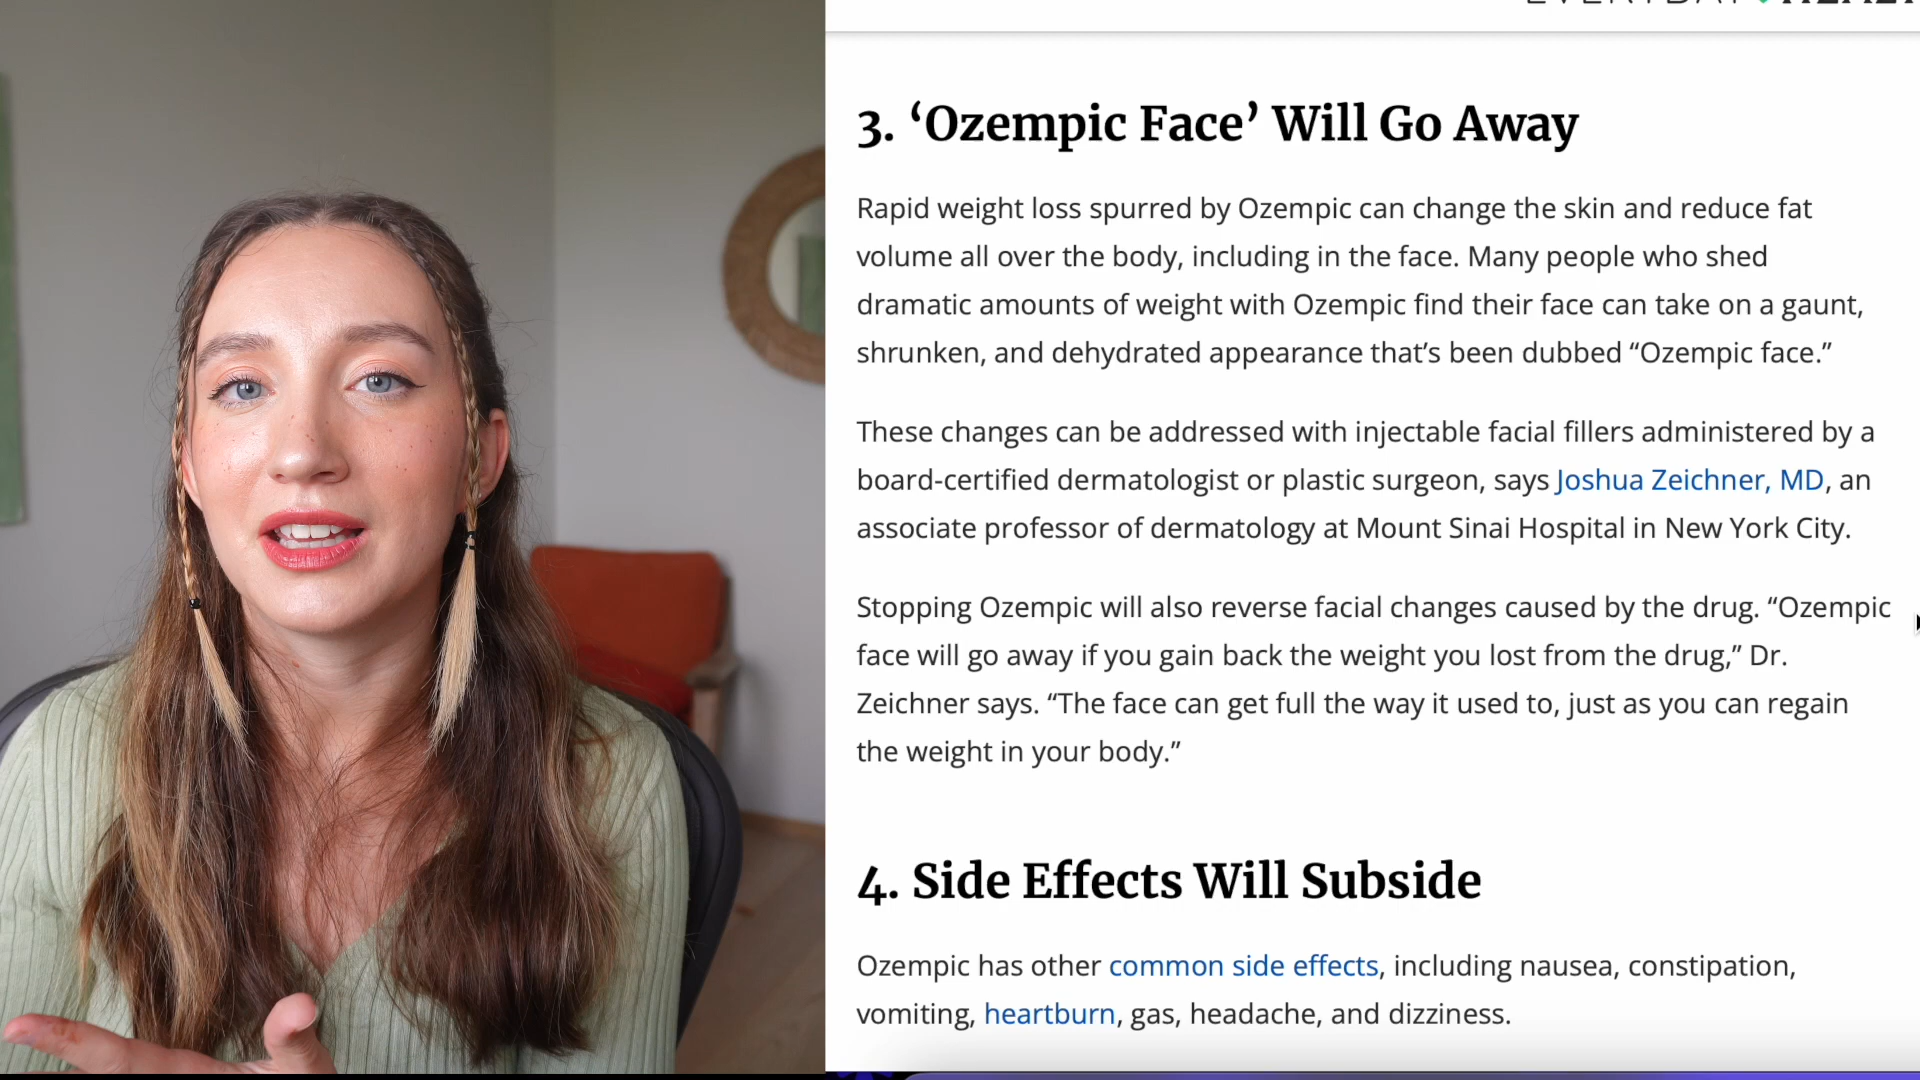 EVERYDAY HEALTH
3. ‘Ozempic Face’ Will Go Away
Rapid weight loss spurred by Ozempic can change the skin and reduce fat
volume all over the body, including in the face. Many people who shed
dramatic amounts of weight with Ozempic find their face can take on a gaunt,
shrunken, and dehydrated appearance that’s been dubbed “Ozempic face.”
These changes can be addressed with injectable facial fillers administered by a
board-certified dermatologist or plastic surgeon, says Joshua Zeichner, MD, an
associate professor of dermatology at Mount Sinai Hospital in New York City.
Stopping Ozempic will also reverse facial changes caused by the drug. “Ozempic
face will go away if you gain back the weight you lost from the drug,” Dr.
Zeichner says. “The face can get full the way it used to, just as you can regain
the weight in your body.”
4. Side Effects Will Subside
Ozempic has other common side effects, including nausea, constipation,
vomiting, heartburn, gas, headache, and dizziness.